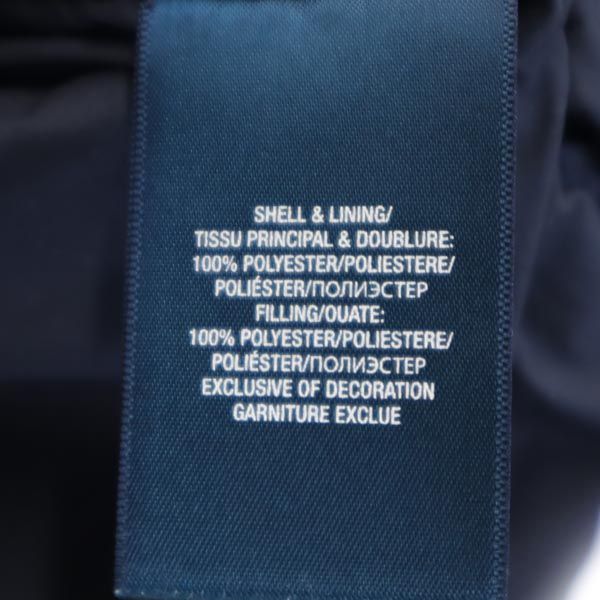 SHELL & LINING/
TISSU PRINCIPAL & DOUBLURE:
100% POLYESTER/POLIESTERE/
POLIÉSTER/ПОЛИЭСТЕР
FILLING/OUATE:
100% POLYESTER/POLIESTERE/
POLIÉSTER/ПОЛИЭСТЕР
EXCLUSIVE OF DECORATION
GARNITURE EXCLUE